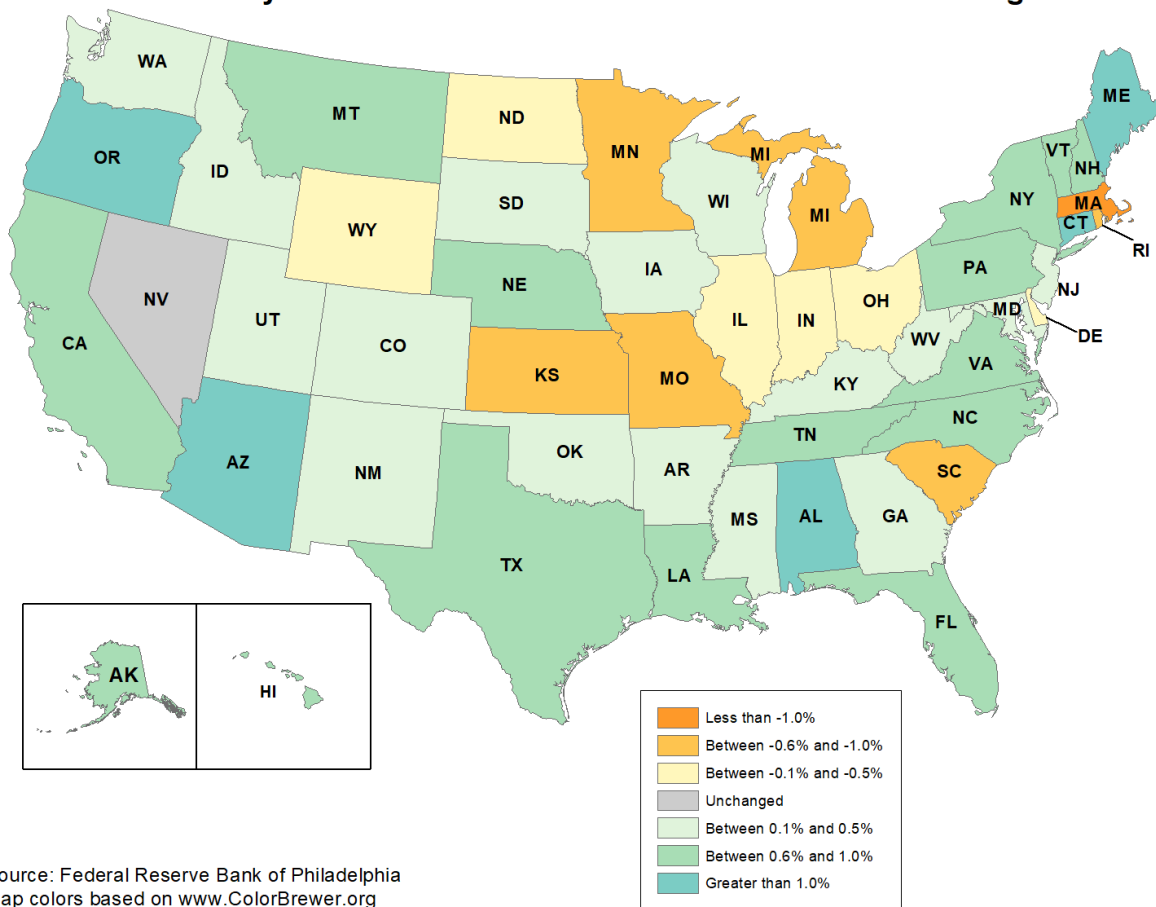 WA
MT
ND
MN
MI
ME
OR
ID
SD
WI
MI
VT
NH
NY
MA
CT
RI
WY
IA
PA
NJ
NE
NV
UT
CO
IL
IN
OH
MD
DE
WV
CA
KS
MO
KY
VA
AZ
NM
OK
AR
TN
NC
SC
MS
AL
GA
TX
LA
FL
AK
HI
Less than -1.0%
Between -0.6% and -1.0%
Between -0.1% and -0.5%
Unchanged
Between 0.1% and 0.5%
Between 0.6% and 1.0%
Greater than 1.0%
ource: Federal Reserve Bank of Philadelphia
ap colors based on www.ColorBrewer.org